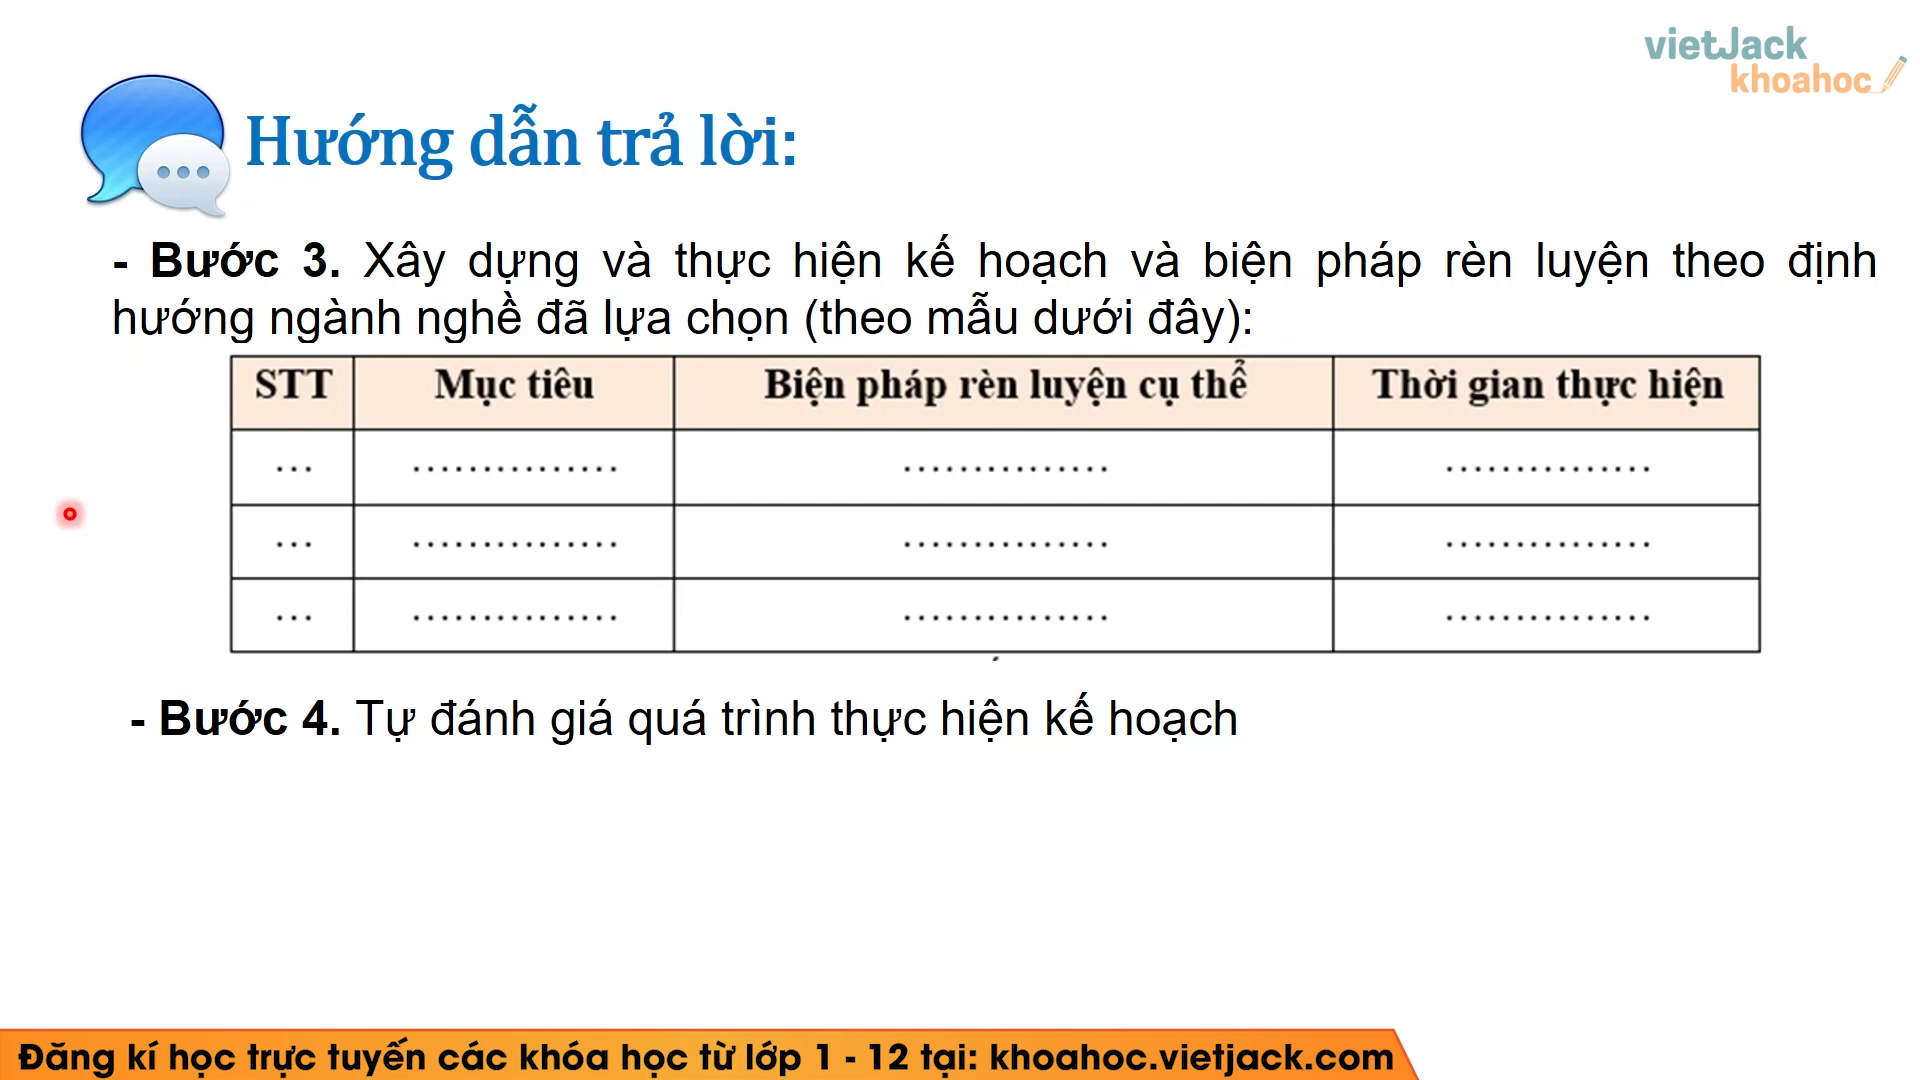 vietJack
khoahoc
Hướng dẫn trả lời:
- Bước 3. Xây dựng và thực hiện kế hoạch và biện pháp rèn luyện theo định
hướng ngành nghề đã lựa chọn (theo mẫu dưới đây):
STT Mục tiêu Biện pháp rèn luyện cụ thể Thời gian thực hiện
... ............... ............... ...............
... ............... ............... ...............
... ............... ............... ...............
- Bước 4. Tự đánh giá quá trình thực hiện kế hoạch
Đăng kí học trực tuyến các khóa học từ lớp 1 - 12 tại: khoahoc.vietjack.com